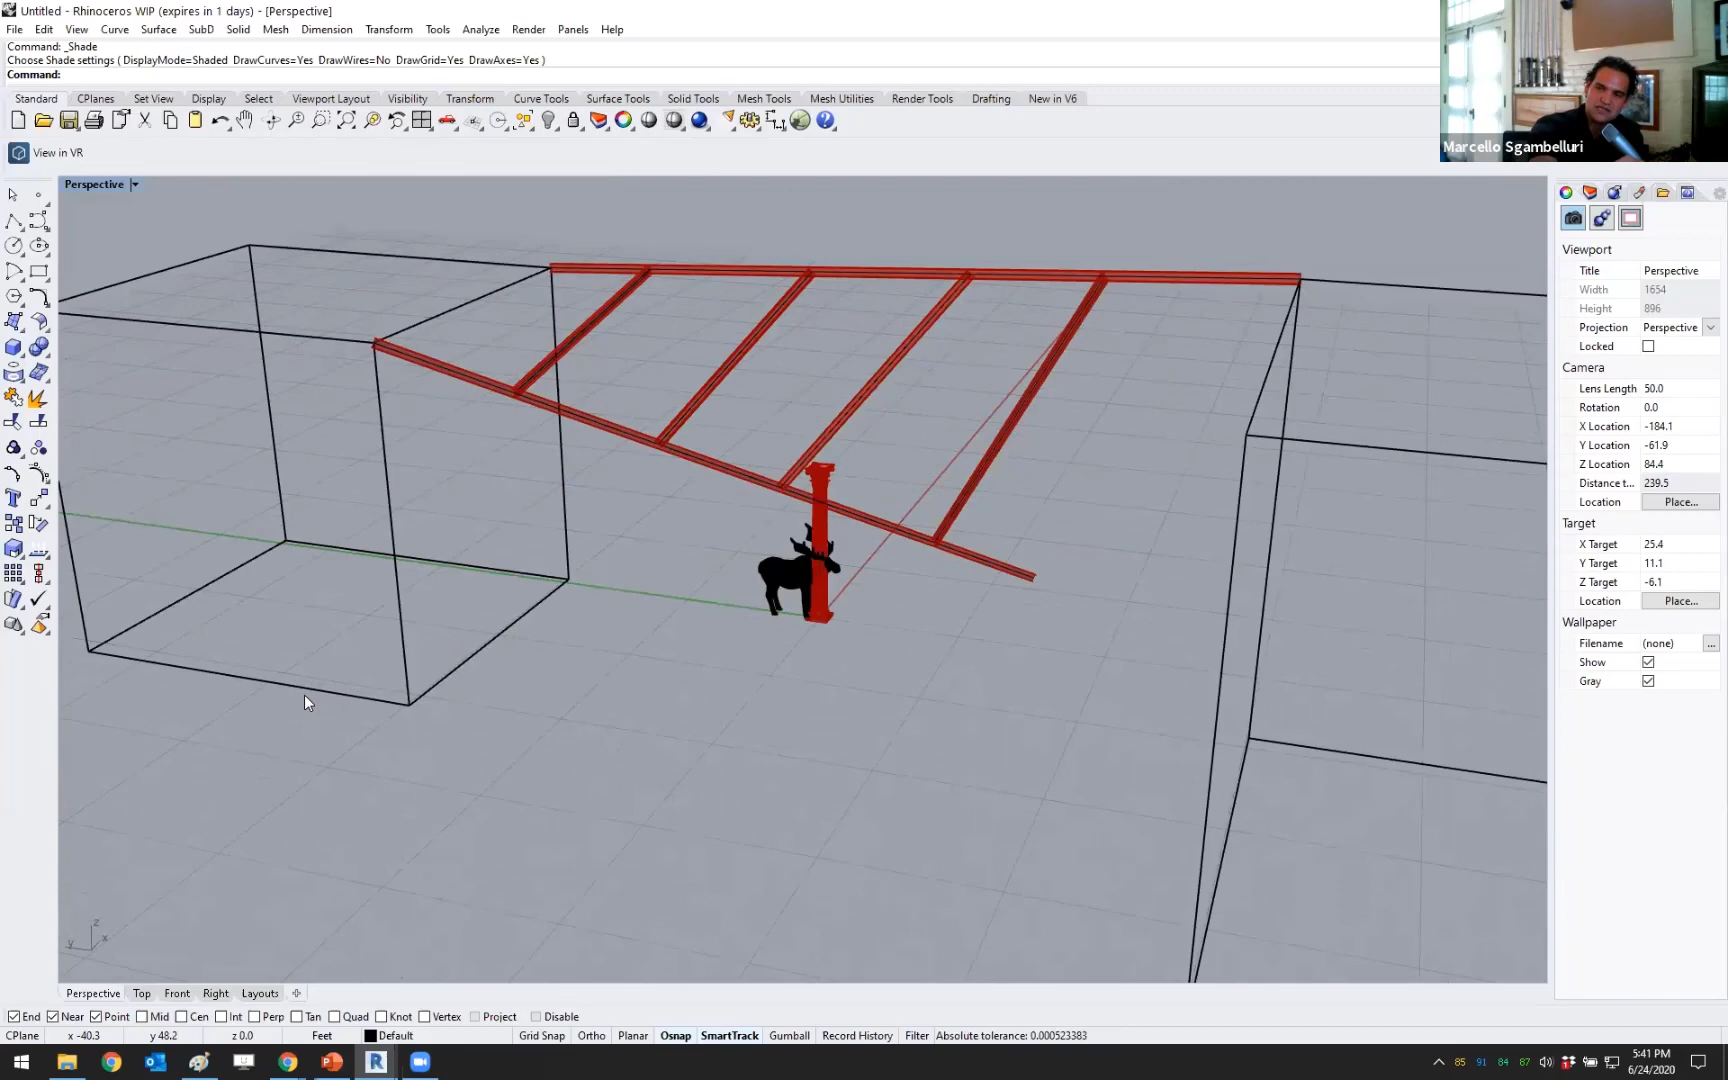 Untitled - Rhinoceros WIP (expires in 1 days) - [Perspective]
File Edit View Curve Surface SubD Solid Mesh Dimension Transform Tools Analyze Render Panels Help
Command: _Shade
Choose Shade settings ( DisplayMode=Shaded DrawCurves=Yes DrawWires=No DrawGrid=Yes DrawAxes=Yes )
Command:
Standard CPlanes Set View Display Select Viewport Layout Visibility Transform Curve Tools Surface Tools Solid Tools Mesh Tools Mesh Utilities Render Tools Drafting New in V6
Marcello Sgambelluri
View in VR
Perspective
Viewport
Title Perspective
Width 1654
Height 896
Projection Perspective
Locked
Camera
Lens Length 50.0
Rotation 0.0
X Location -184.1
Y Location -61.9
Z Location 84.4
Distance t... 239.5
Location Place...
Target
X Target 25.4
Y Target 11.1
Z Target -6.1
Location Place...
Wallpaper
Filename (none) ...
Show
Gray
z
y x
Perspective Top Front Right Layouts
End Near Point Mid Cen Int Perp Tan Quad Knot Vertex Project Disable
CPlane x -40.3 y 48.2 z 0.0 Feet Default Grid Snap Ortho Planar Osnap SmartTrack Gumball Record History Filter Absolute tolerance: 0.000523383
85 91 84 87 5:41 PM
6/24/2020